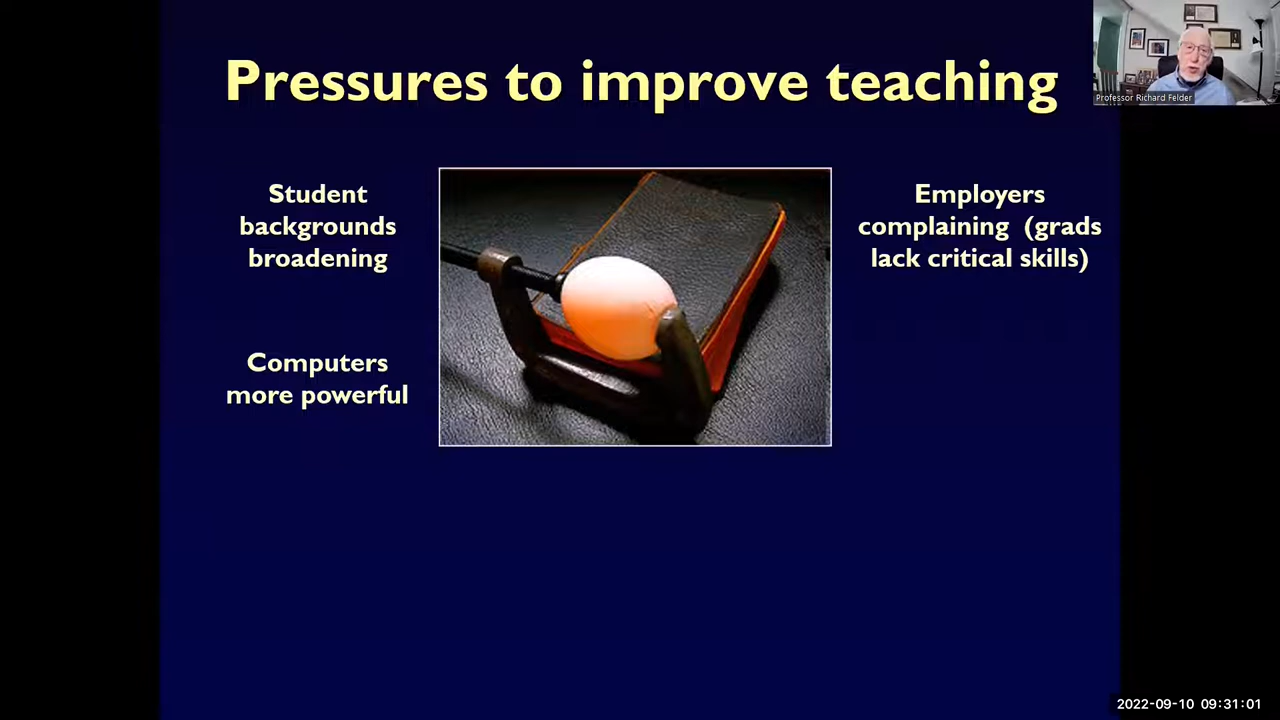 Pressures to improve teaching
Professor Richard Felder
Student
backgrounds
broadening
Employers
complaining (grads
lack critical skills)
Computers
more powerful
2022-09-10 09:31:01